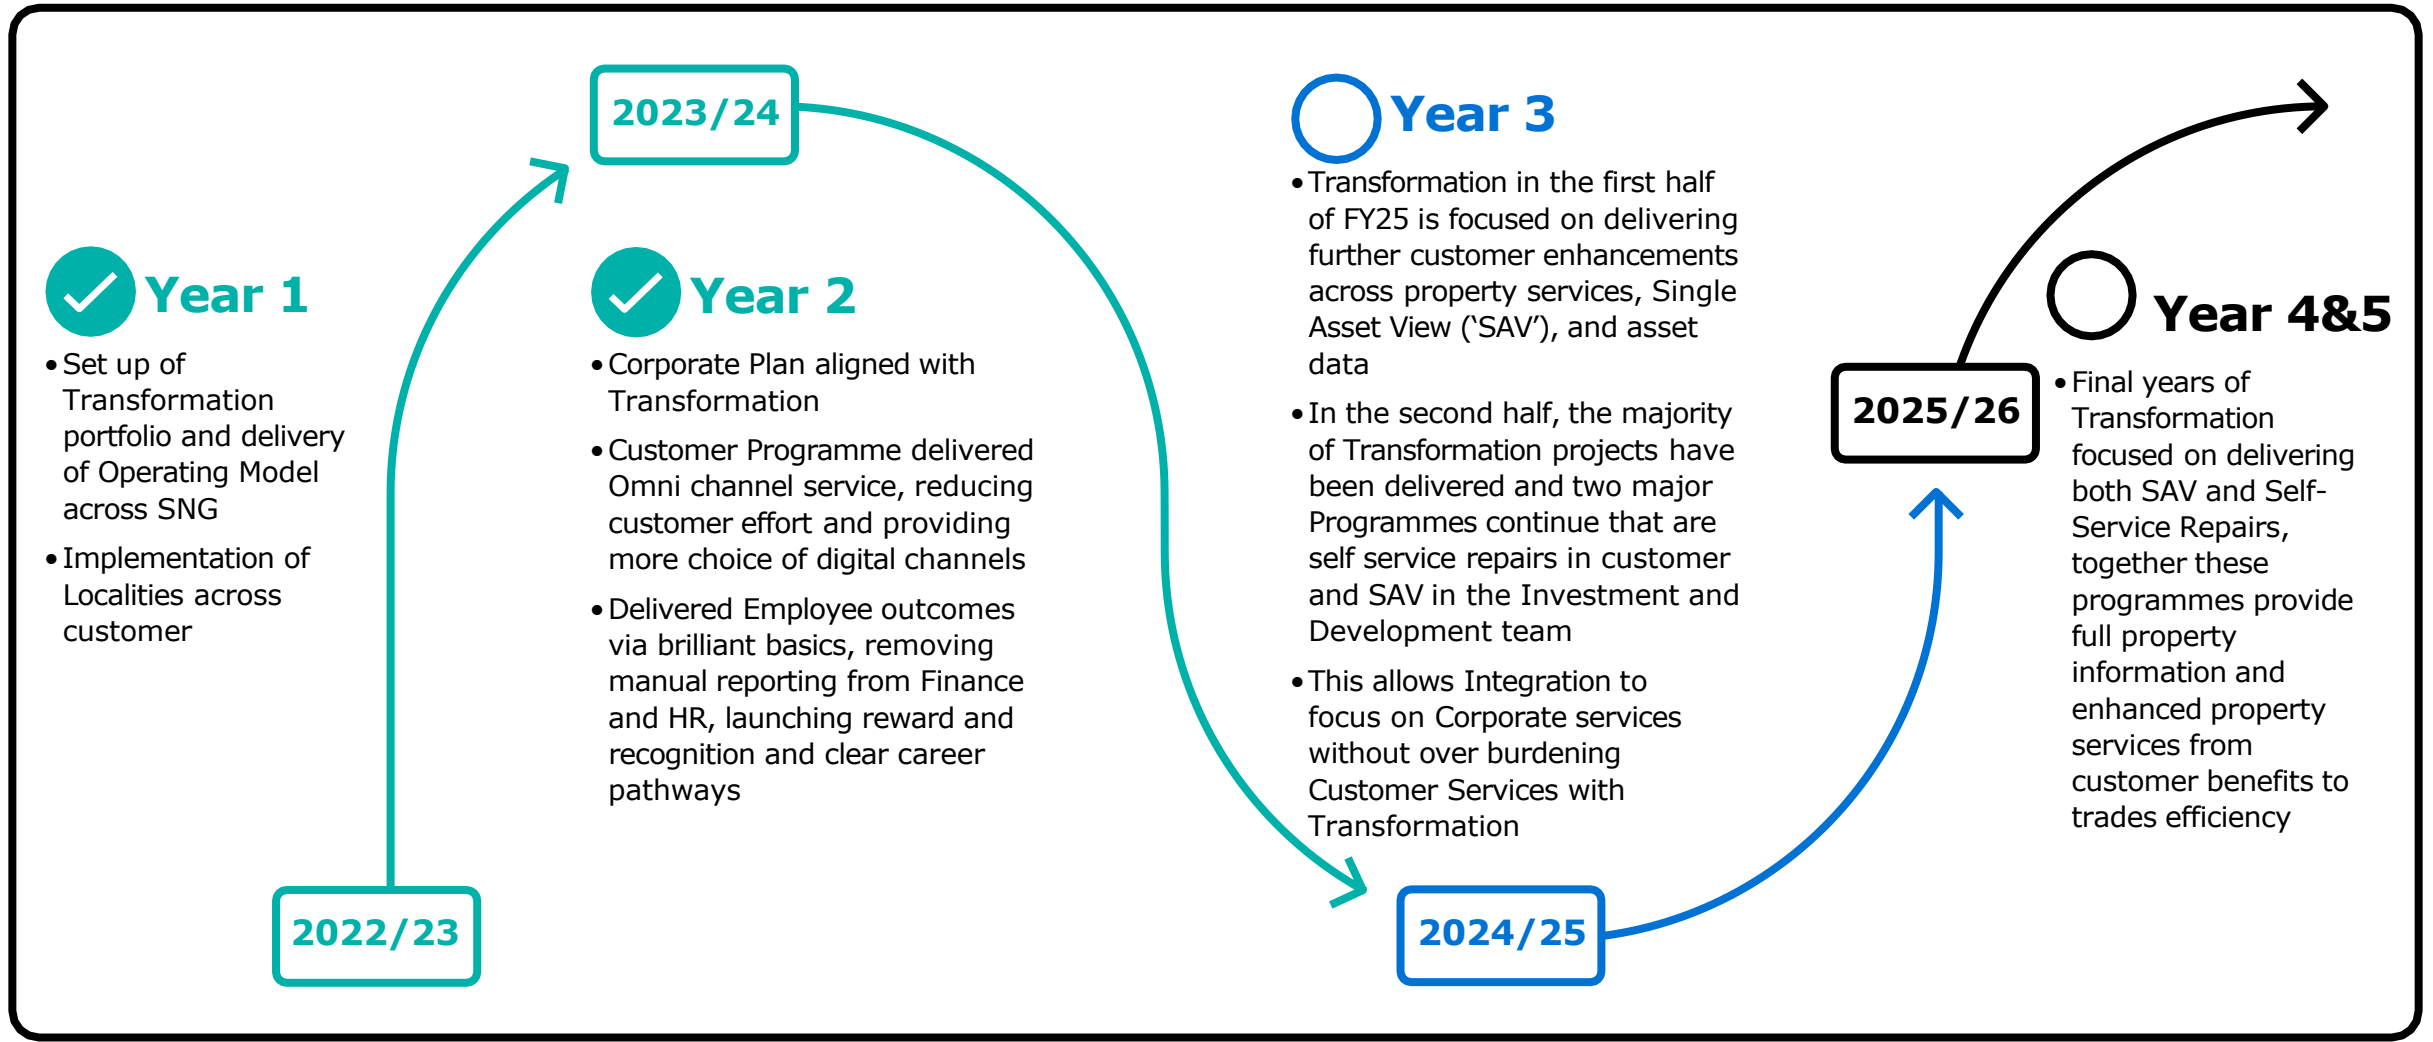 Year 1
• Set up of
Transformation
portfolio and delivery
of Operating Model
across SNG
• Implementation of
Localities across
customer
2022/23
2023/24
Year 2
• Corporate Plan aligned with
Transformation
• Customer Programme delivered
Omni channel service, reducing
customer effort and providing
more choice of digital channels
• Delivered Employee outcomes
via brilliant basics, removing
manual reporting from Finance
and HR, launching reward and
recognition and clear career
pathways
Year 3
• Transformation in the first half
of FY25 is focused on delivering
further customer enhancements
across property services, Single
Asset View (‘SAV’), and asset
data
• In the second half, the majority
of Transformation projects have
been delivered and two major
Programmes continue that are
self service repairs in customer
and SAV in the Investment and
Development team
• This allows Integration to
focus on Corporate services
without over burdening
Customer Services with
Transformation
2024/25
2025/26
Year 4&5
• Final years of
Transformation
focused on delivering
both SAV and Self-
Service Repairs,
together these
programmes provide
full property
information and
enhanced property
services from
customer benefits to
trades efficiency